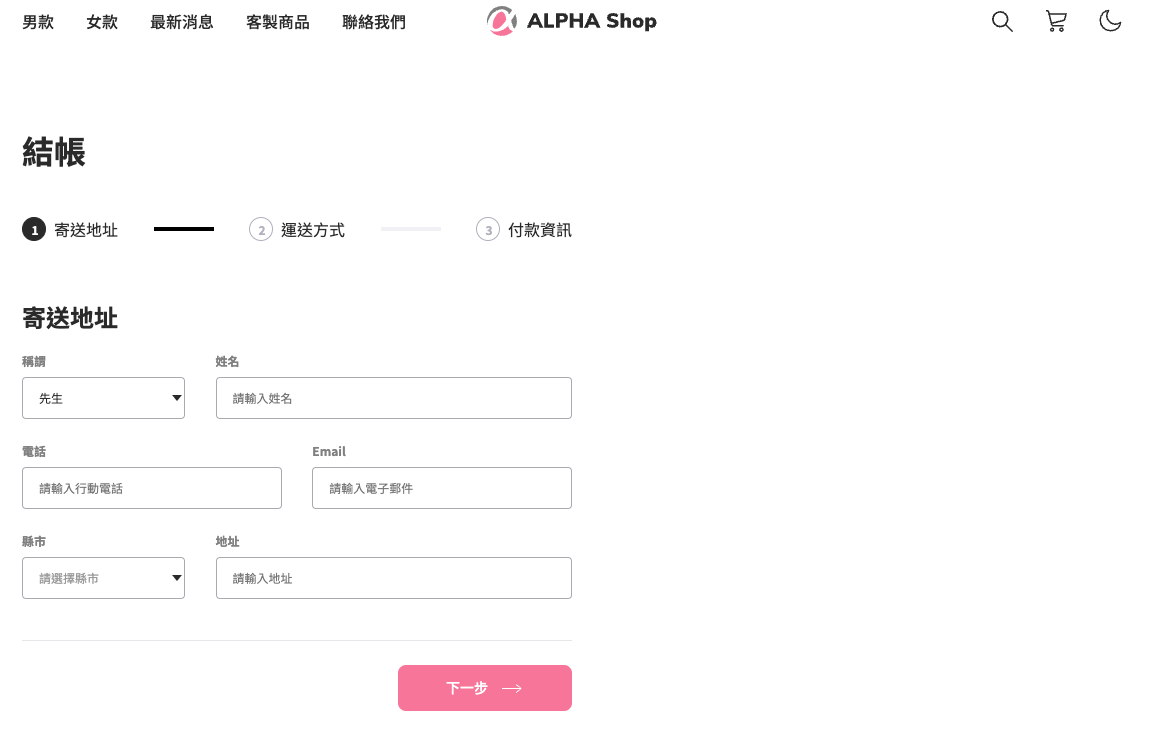 男款 女款 最新消息 客製商品 聯絡我們 ALPHA Shop
結帳
1 寄送地址 2 運送方式 3 付款資訊
寄送地址
稱謂 姓名
先生 請輸入姓名
電話 Email
請輸入行動電話 請輸入電子郵件
縣市 地址
請選擇縣市 請輸入地址
下一步